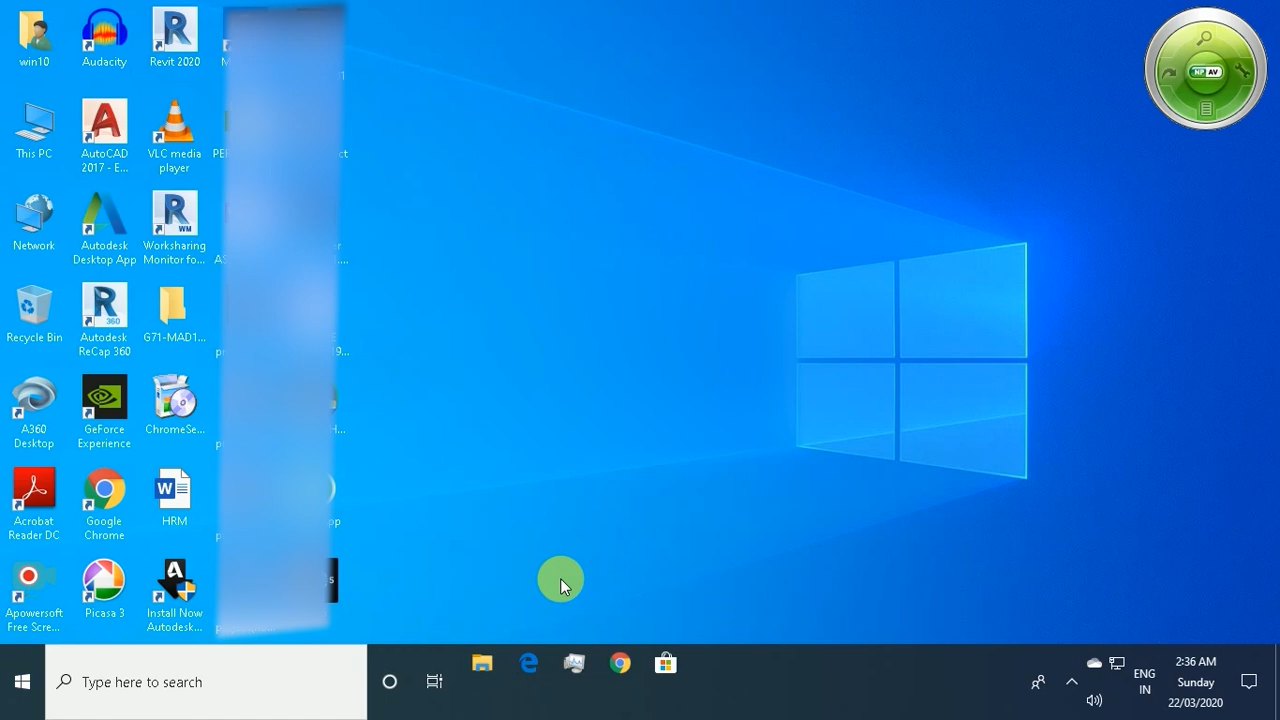 win10
Audacity
Revit 2020
This PC
AutoCAD
2017 - E...
VLC media
player
Network
Autodesk
Desktop App
Worksharing
Monitor fo...
Recycle Bin
Autodesk
ReCap 360
G71-MAD1...
A360
Desktop
GeForce
Experience
ChromeSe...
Acrobat
Reader DC
Google
Chrome
HRM
Apowersoft
Free Scre...
Picasa 3
Install Now
Autodesk...
NP AV
Type here to search
ENG
IN
2:36 AM
Sunday
22/03/2020